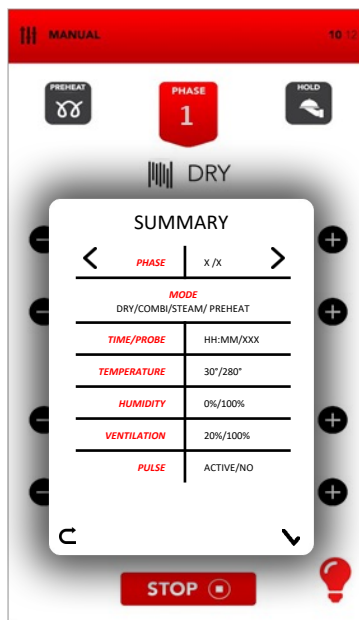 MANUAL 10:12
PREHEAT
PHASE
1
HOLD
DRY
SUMMARY
PHASE X /X
MODE
DRY/COMBI/STEAM/ PREHEAT
TIME/PROBE HH:MM/XXX
TEMPERATURE 30°/280°
HUMIDITY 0%/100%
VENTILATION 20%/100%
PULSE ACTIVE/NO
STOP